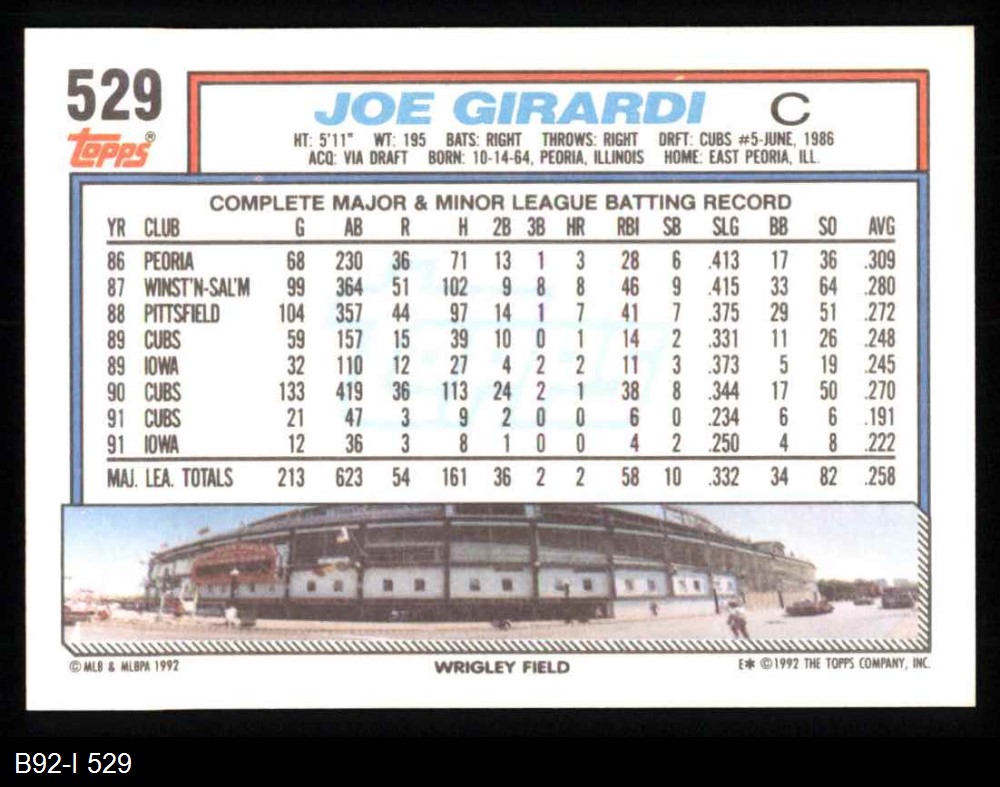 529
Topps®
JOE GIRARDI C
HT: 5'11" WT: 195 BATS: RIGHT THROWS: RIGHT DRFT: CUBS #5-JUNE, 1986
ACQ: VIA DRAFT BORN: 10-14-64, PEORIA, ILLINOIS HOME: EAST PEORIA, ILL.
COMPLETE MAJOR & MINOR LEAGUE BATTING RECORD
YR CLUB G AB R H 2B 3B HR RBI SB SLG BB SO AVG
86 PEORIA 68 230 36 71 13 1 3 28 6 .413 17 36 .309
87 WINST'N-SAL'M 99 364 51 102 9 8 8 46 9 .415 33 64 .280
88 PITTSFIELD 104 357 44 97 14 1 7 41 7 .375 29 51 .272
89 CUBS 59 157 15 39 10 0 1 14 2 .331 11 26 .248
89 IOWA 32 110 12 27 4 2 2 11 3 .373 5 19 .245
90 CUBS 133 419 36 113 24 2 1 38 8 .344 17 50 .270
91 CUBS 21 47 3 9 2 0 0 6 0 .234 6 6 .191
91 IOWA 12 36 3 8 1 0 0 4 2 .250 4 8 .222
MAJ. LEA. TOTALS 213 623 54 161 36 2 2 58 10 .332 34 82 .258
© MLB & MLBPA 1992
WRIGLEY FIELD
E✱ ©1992 THE TOPPS COMPANY, INC.
B92-I 529